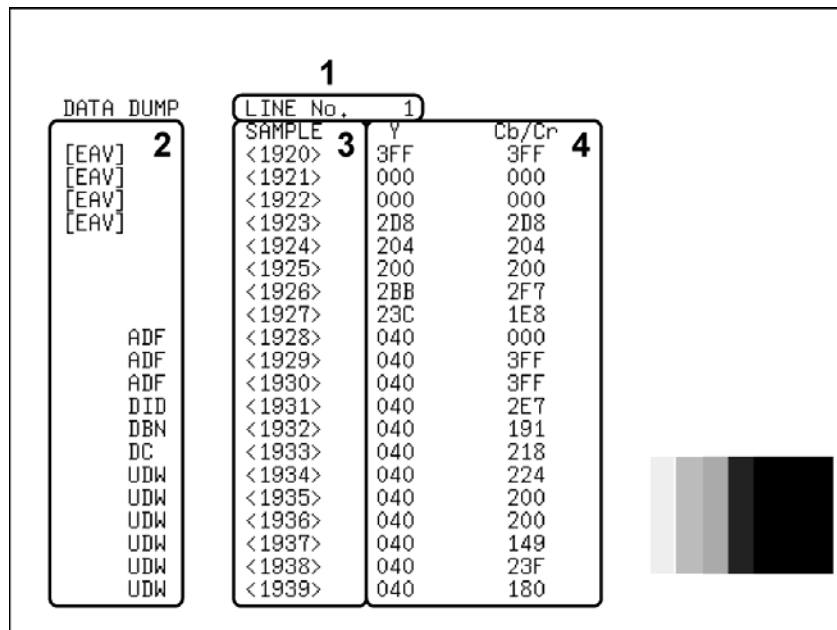 1
DATA DUMP LINE No. 1
2 SAMPLE 3 Y Cb/Cr 4
[EAV] <1920> 3FF 3FF
[EAV] <1921> 000 000
[EAV] <1922> 000 000
[EAV] <1923> 2D8 2D8
<1924> 204 204
<1925> 200 200
<1926> 2BB 2F7
<1927> 23C 1E8
ADF <1928> 040 000
ADF <1929> 040 3FF
ADF <1930> 040 3FF
DID <1931> 040 2E7
DBN <1932> 040 191
DC <1933> 040 218
UDW <1934> 040 224
UDW <1935> 040 200
UDW <1936> 040 200
UDW <1937> 040 149
UDW <1938> 040 23F
UDW <1939> 040 180